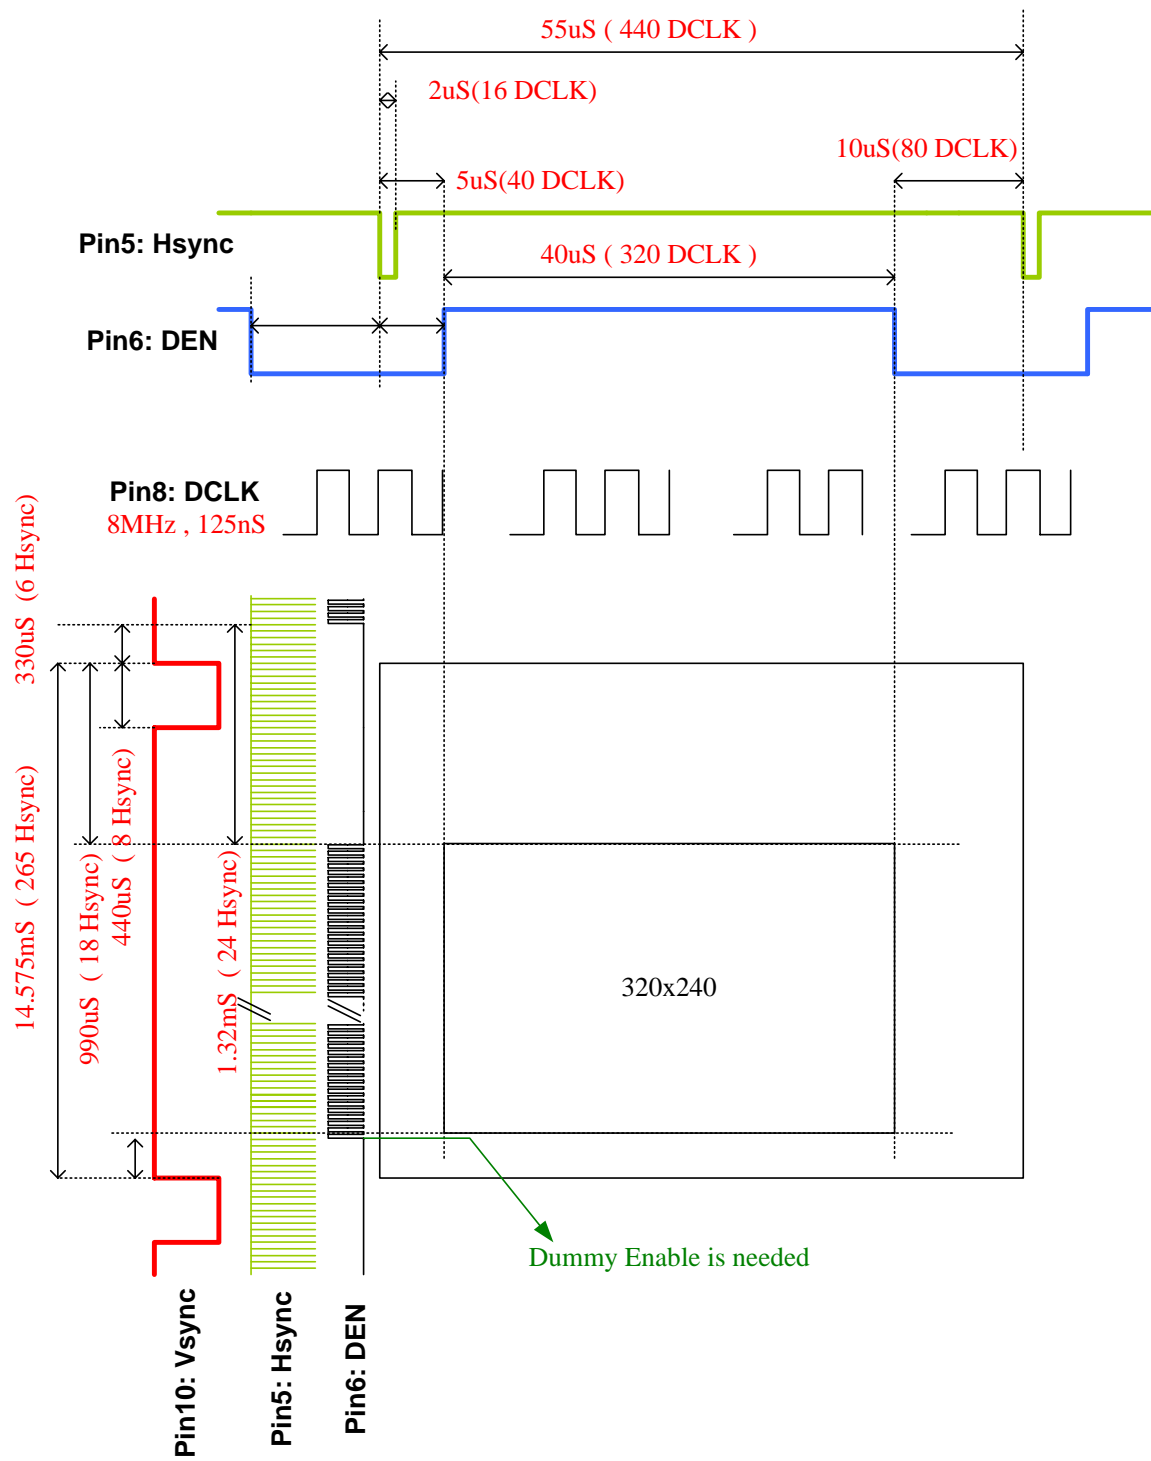 55uS ( 440 DCLK )
2uS(16 DCLK)
10uS(80 DCLK)
5uS(40 DCLK)
Pin5: Hsync
40uS ( 320 DCLK )
Pin6: DEN
Pin8: DCLK
8MHz , 125nS
330uS (6 Hsync)
14.575mS ( 265 Hsync)
990uS ( 18 Hsync)
440uS ( 8 Hsync)
1.32mS ( 24 Hsync)
320x240
Dummy Enable is needed
Pin10: Vsync
Pin5: Hsync
Pin6: DEN